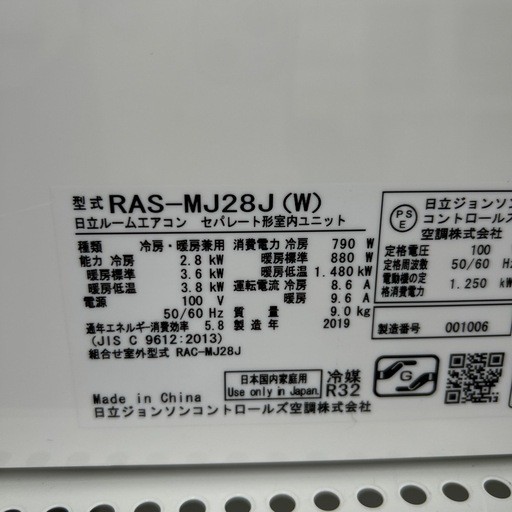 型式 RAS-MJ28J(W)
日立ルームエアコン セパレート形室内ユニット
種類 冷房・暖房兼用
能力 冷房 2.8 kW
暖房標準 3.6 kW
暖房低温 3.8 kW
電源 100 V
50/60 Hz
通年エネルギー消費効率 5.8
(JIS C 9612:2013)
組合せ室外型式 RAC-MJ28J
消費電力 冷房 790 W
暖房標準 880 W
暖房低温 1.480 kW
運転電流 冷房 8.6 A
暖房 9.6 A
質量 9.0 kg
製造年 2019
Made in China
日立ジョンソンコントロールズ空調株式会社
日本国内家庭用
Use only in Japan.
冷媒
R32
G
PS
E
日立ジョンソン
コントロールズ
空調株式会社
定格電圧 100
定格周波数 50/60 Hz
電動機の定
格消費電力 1.250 kW
製造番号 001006